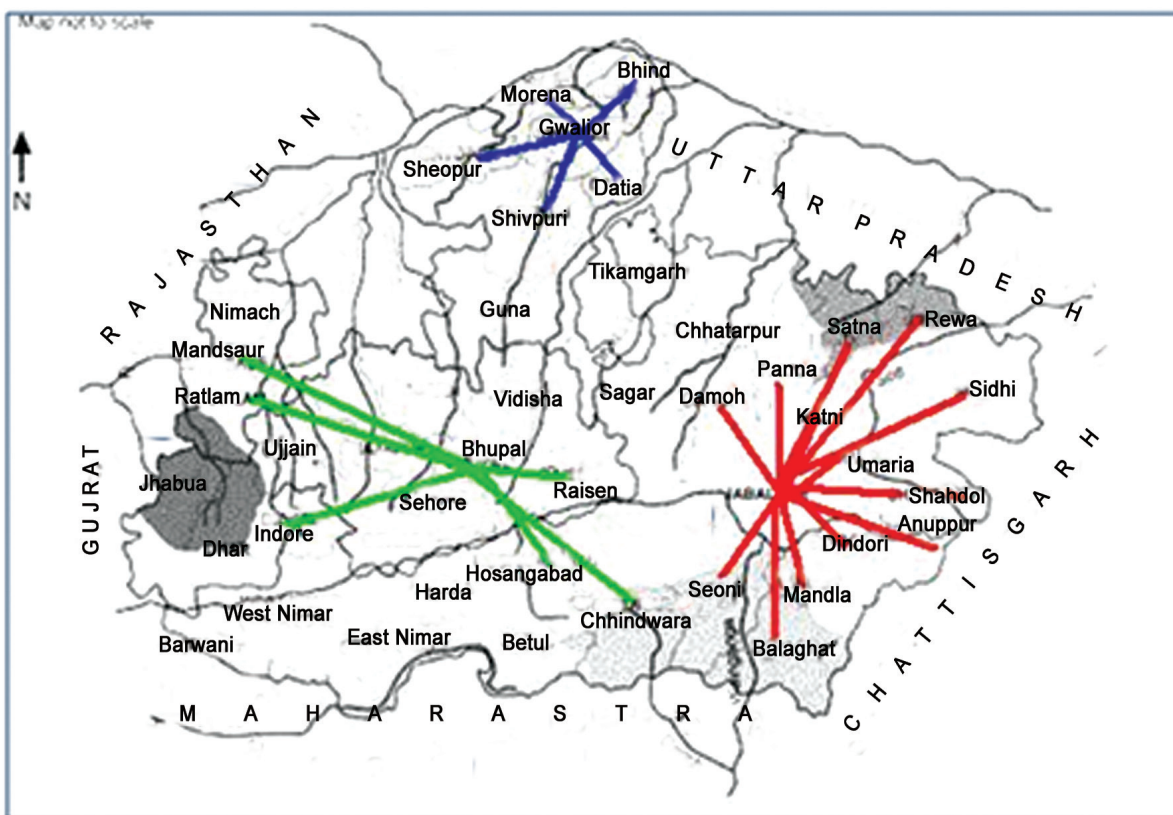 Map not to scale
N
RAJASTHAN
UTTAR PRADESH
GUJRAT
CHATTISGARH
MAHARASTRA
Bhind
Morena
Gwalior
Sheopur
Datia
Shivpuri
Tikamgarh
Nimach
Guna
Chhatarpur
Satna
Rewa
Mandsaur
Panna
Ratlam
Vidisha
Sagar
Damoh
Sidhi
Katni
Ujjain
Bhupal
Umaria
Jhabua
Sehore
Raisen
Shahdol
Indore
Anuppur
Dhar
Dindori
Hosangabad
Harda
Seoni
Mandla
West Nimar
Chhindwara
Barwani
East Nimar
Betul
Balaghat